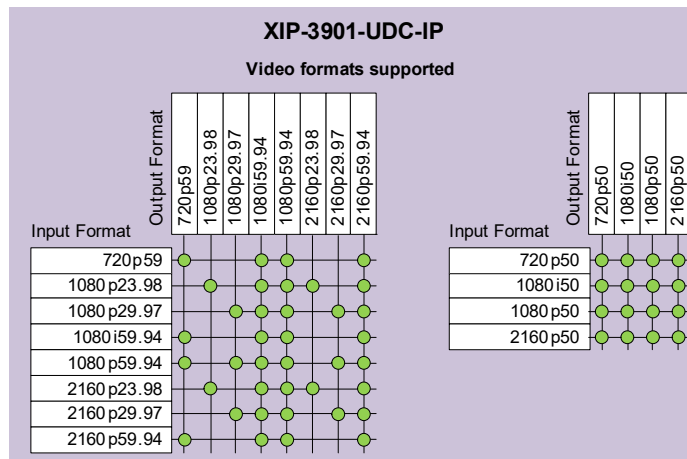 XIP-3901-UDC-IP
Video formats supported
Output Format
720p59
1080p23.98
1080p29.97
1080i59.94
1080p59.94
2160p23.98
2160p29.97
2160p59.94
Input Format
720p59
1080p23.98
1080p29.97
1080i59.94
1080p59.94
2160p23.98
2160p29.97
2160p59.94
Output Format
720p50
1080i50
1080p50
2160p50
Input Format
720p50
1080i50
1080p50
2160p50